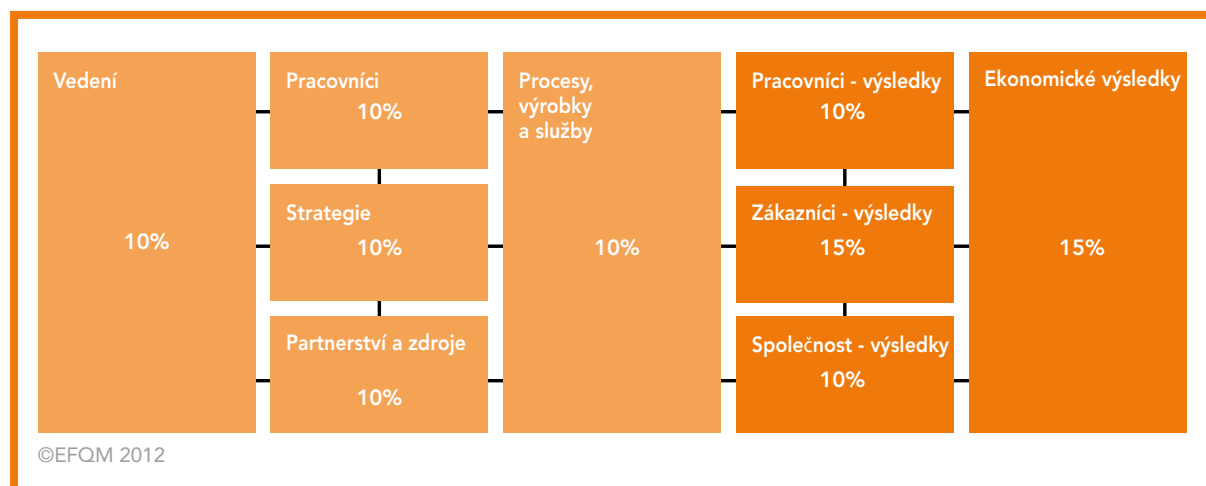 Vedení
10%
Pracovníci
10%
Strategie
10%
Partnerství a zdroje
10%
Procesy,
výrobky
a služby
10%
Pracovníci - výsledky
10%
Zákazníci - výsledky
15%
Společnost - výsledky
10%
Ekonomické výsledky
15%
©EFQM 2012